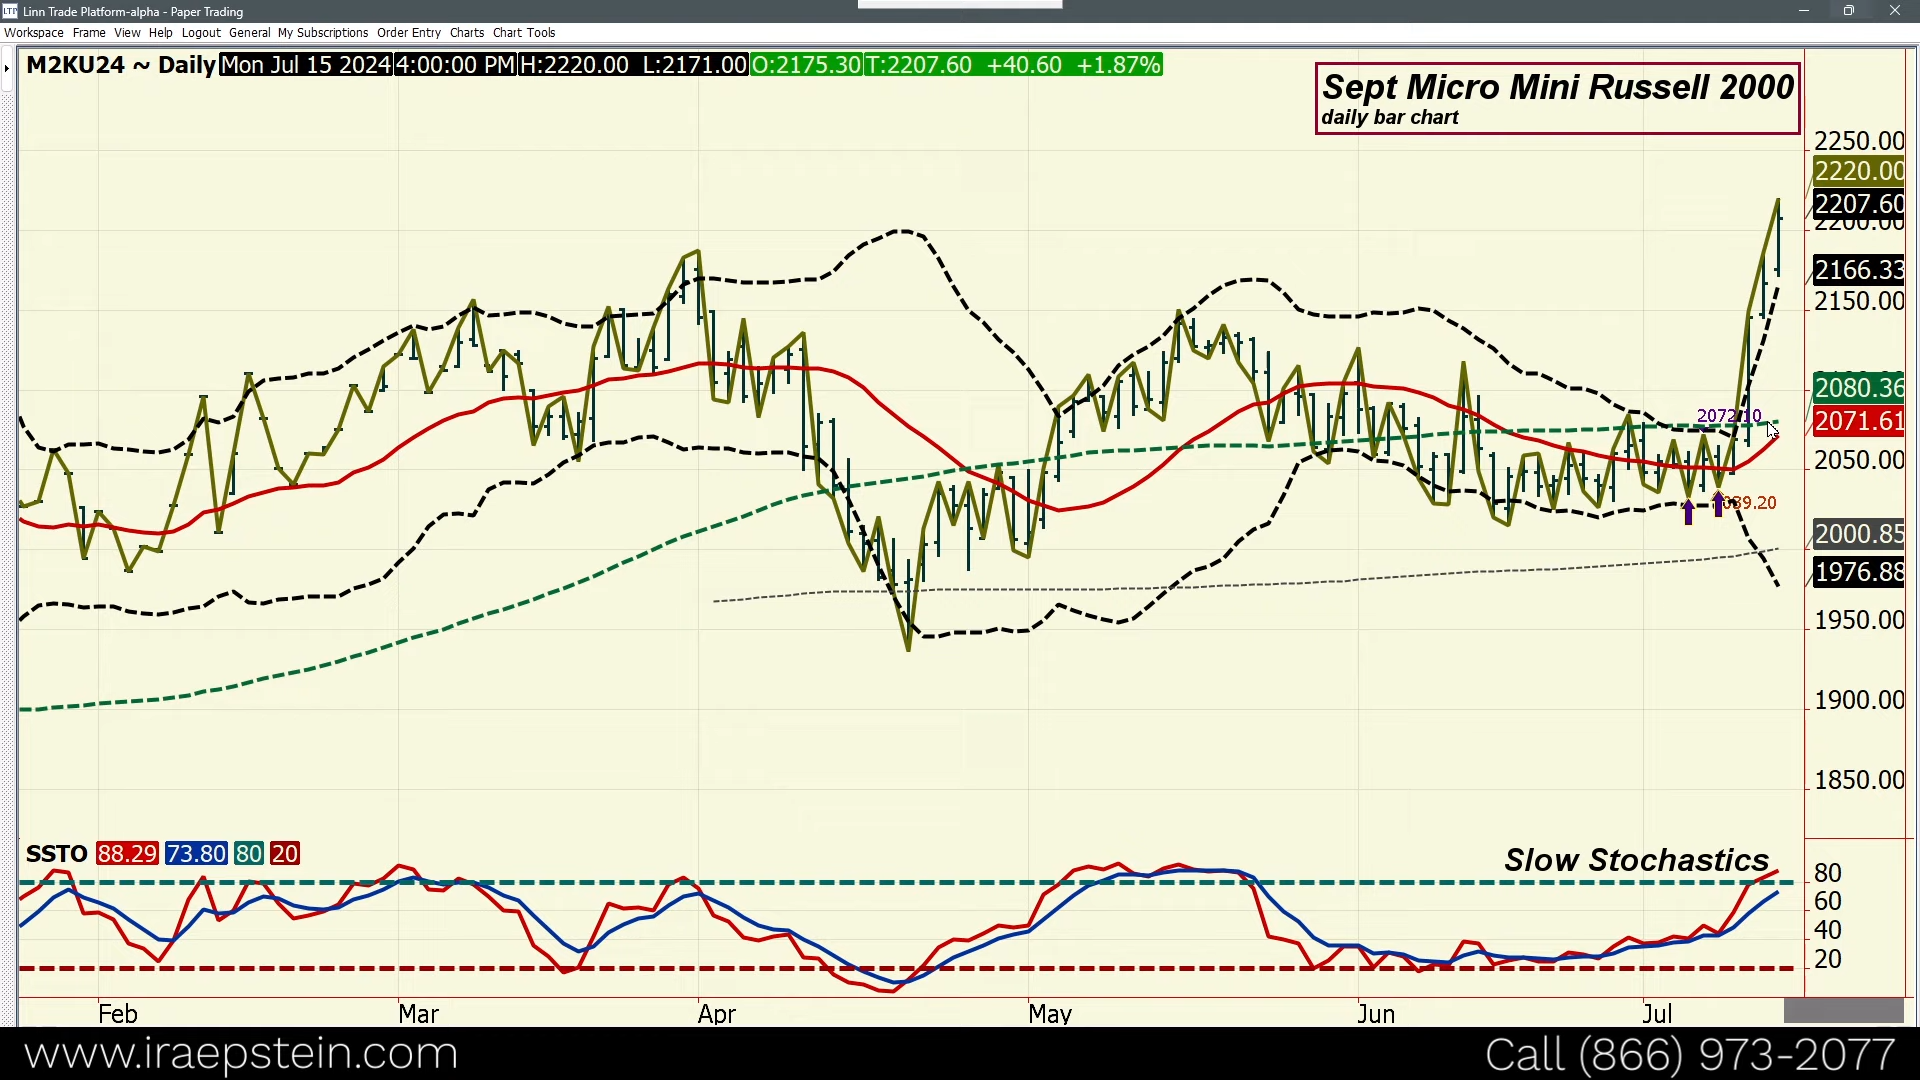 Linn Trade Platform-alpha - Paper Trading
Workspace Frame View Help Logout General My Subscriptions Order Entry Charts Chart Tools
M2KU24 ~ Daily Mon Jul 15 2024 4:00:00 PM H:2220.00 L:2171.00 O:2175.30 T:2207.60 +40.60 +1.87%
Sept Micro Mini Russell 2000
daily bar chart
2250.00
2220.00
2207.60
2200.00
2166.33
2150.00
2080.36
2072.10
2071.61
2050.00
2000.85
1976.88
1950.00
1900.00
1850.00
SSTO 88.29 73.80 80 20
Slow Stochastics
80
60
40
20
Feb Mar Apr May Jun Jul
www.iraepstein.com
Call (866) 973-2077